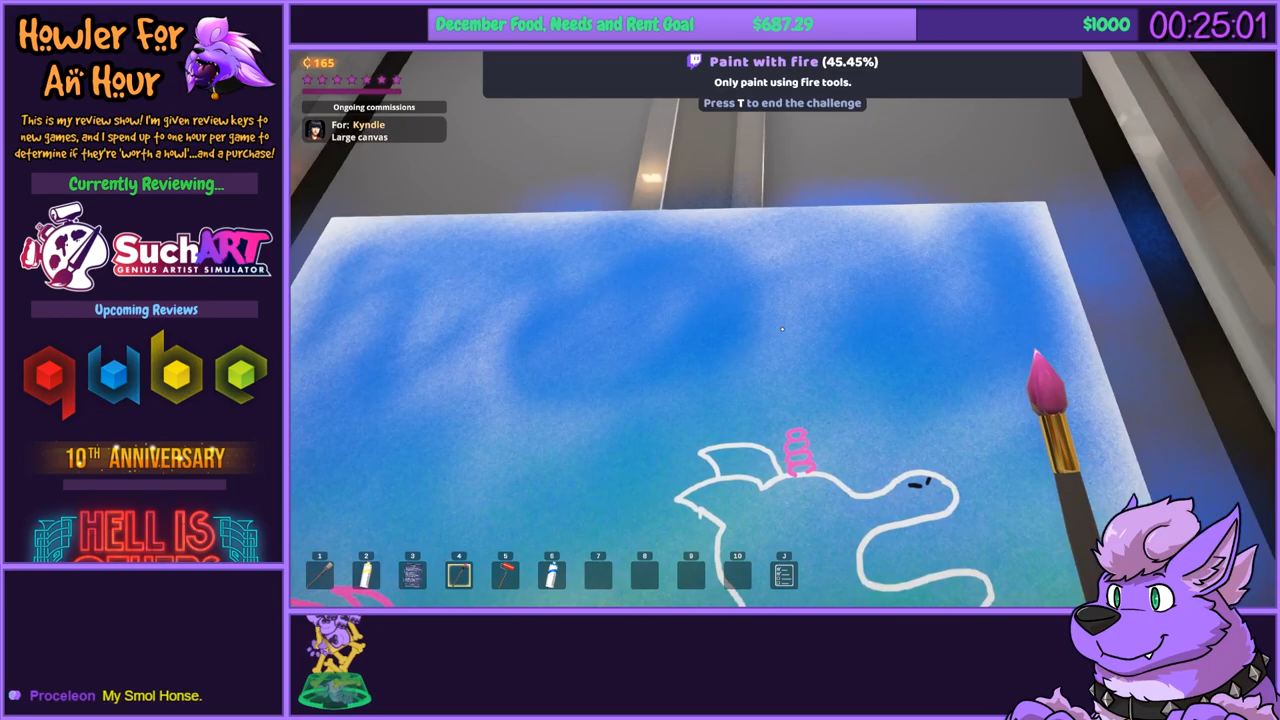 Howler For
An Hour
This is my review show! I'm given review keys to
new games, and I spend up to one hour per game to
determine if they're 'worth a howl'...and a purchase!
Currently Reviewing...
SuchART
GENIUS ARTIST SIMULATOR
Upcoming Reviews
qube
10TH ANNIVERSARY
HELL IS
OTHERS
Proceleon My Smol Honse.
December Food, Needs and Rent Goal $687.29 $1000 00:25:01
165
Ongoing commissions
For: Kyndle
Large canvas
Paint with fire (45.45%)
Only paint using fire tools.
Press T to end the challenge
1 2 3 4 5 6 7 8 9 10 J